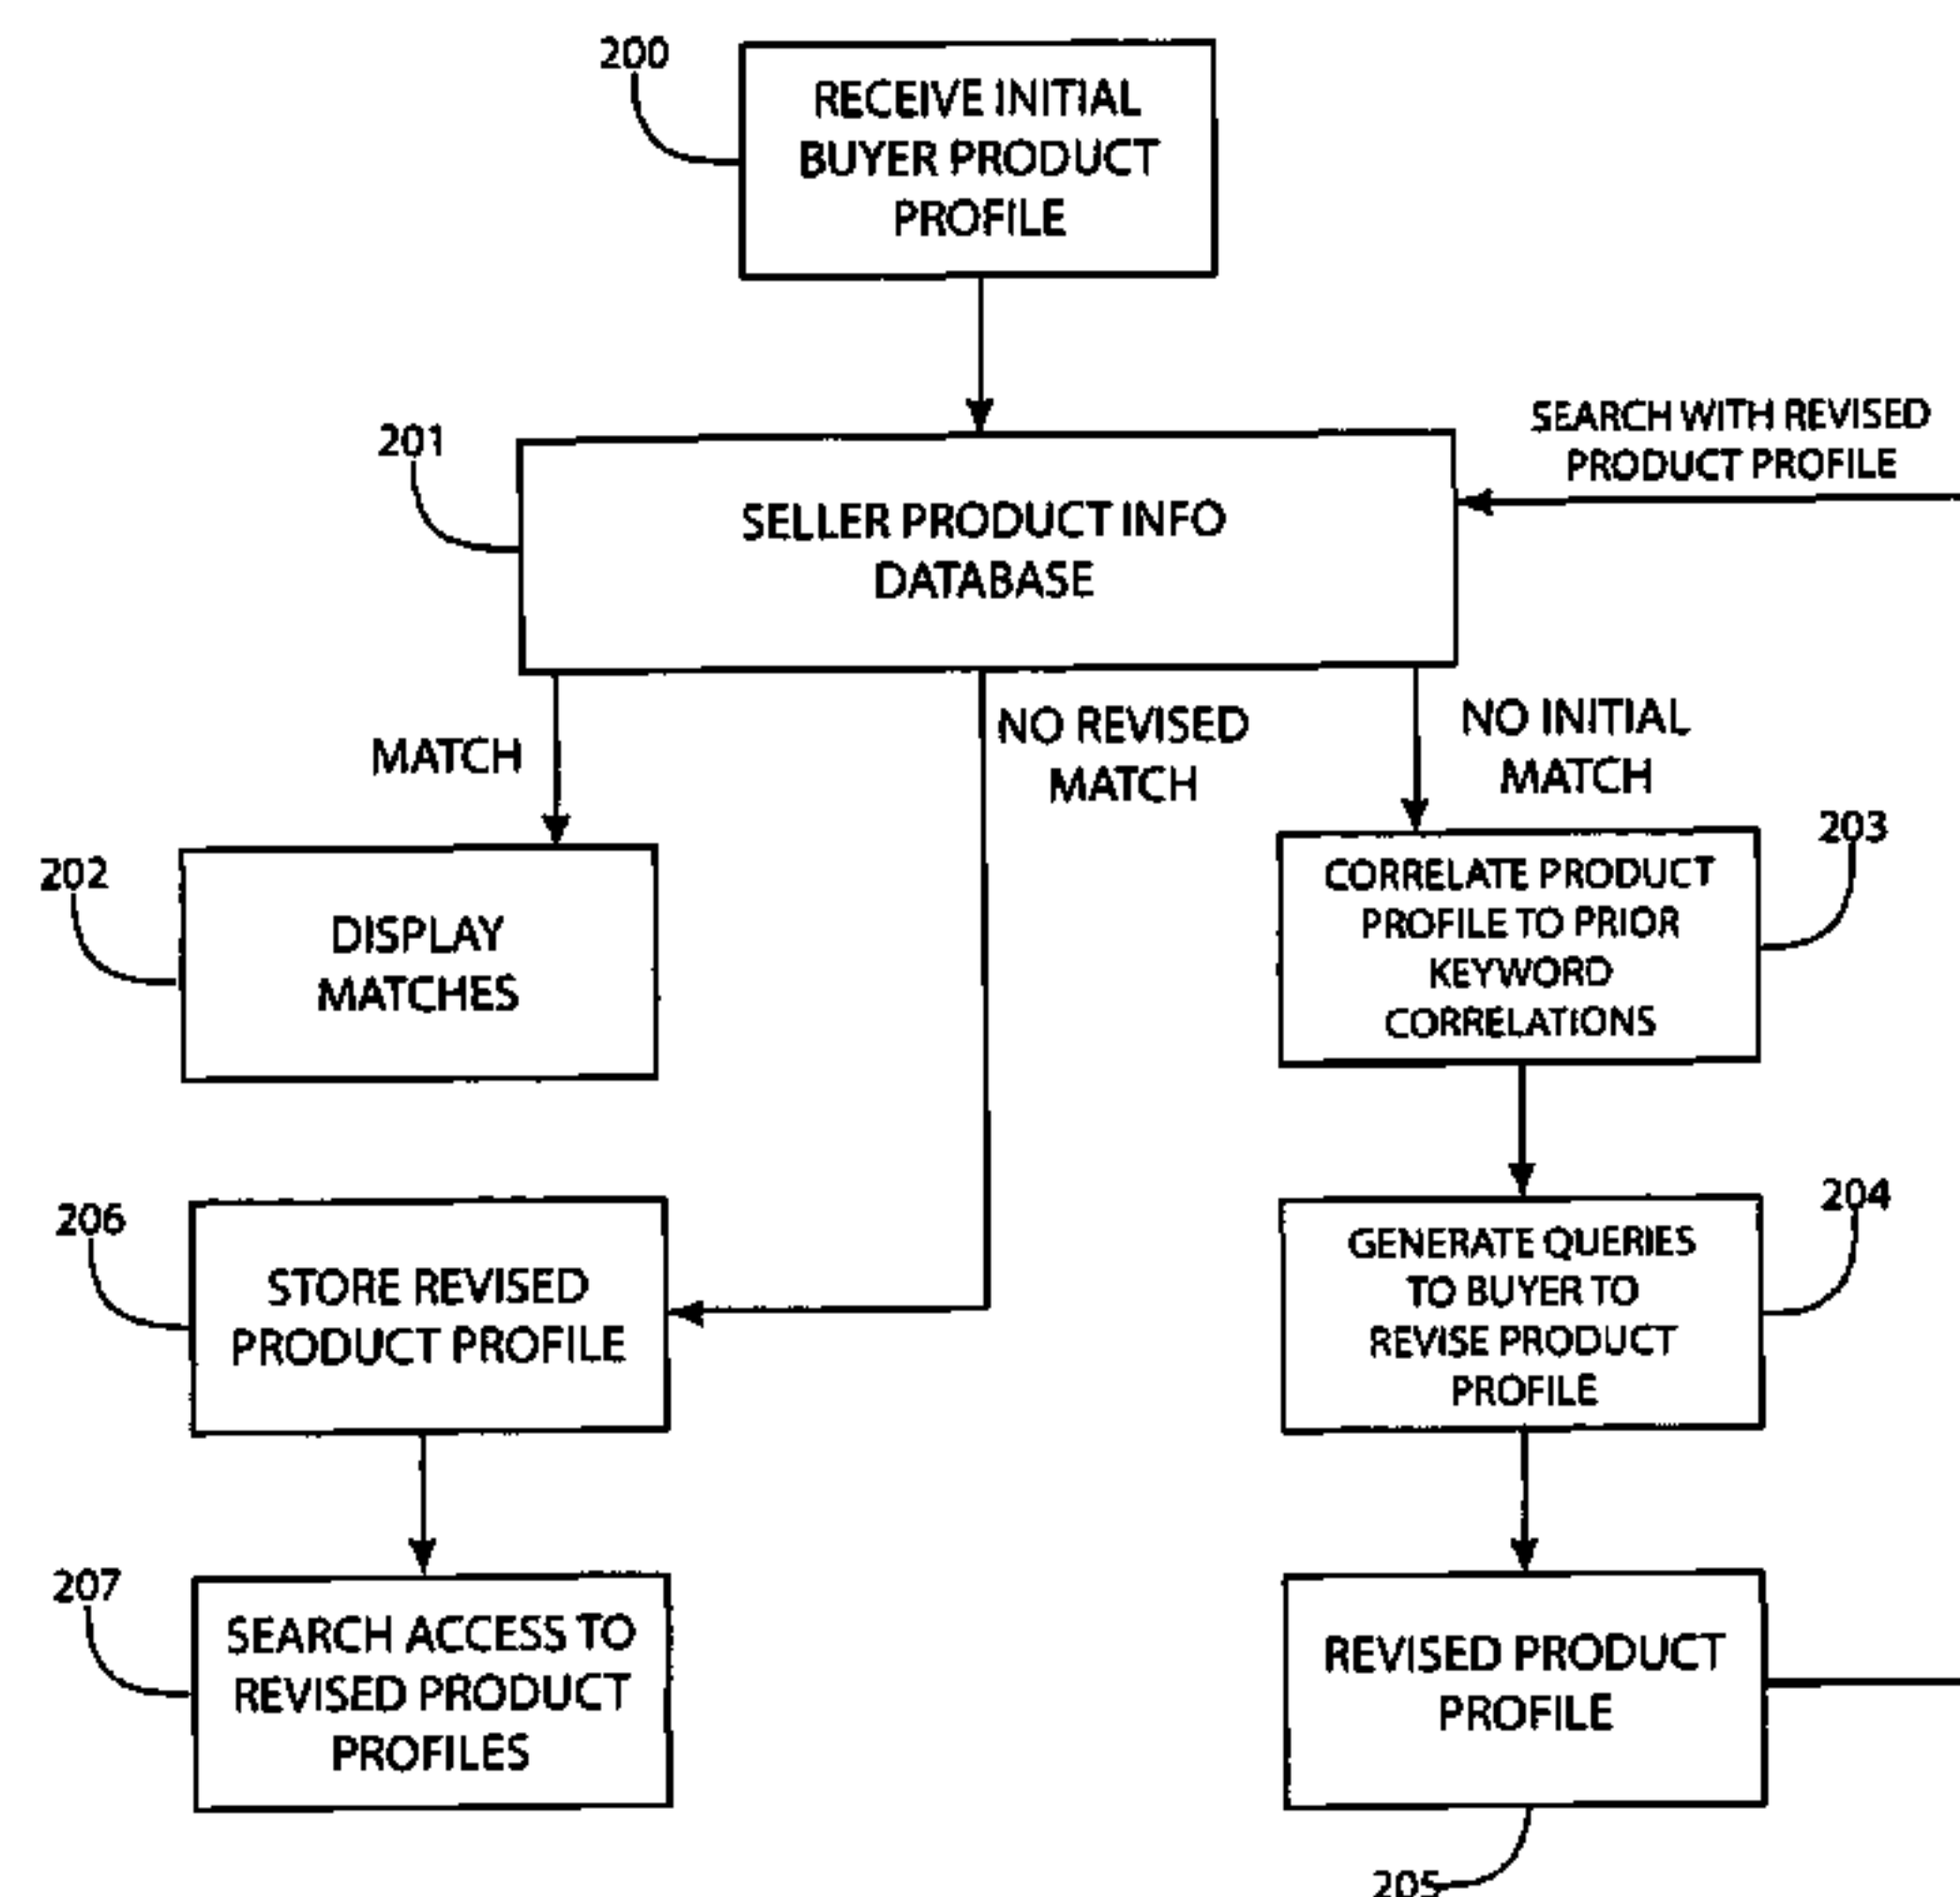 200
RECEIVE INITIAL
BUYER PRODUCT
PROFILE
201
SELLER PRODUCT INFO
DATABASE
SEARCH WITH REVISED
PRODUCT PROFILE
MATCH
NO REVISED
MATCH
NO INITIAL
MATCH
202
DISPLAY
MATCHES
203
CORRELATE PRODUCT
PROFILE TO PRIOR
KEYWORD
CORRELATIONS
206
STORE REVISED
PRODUCT PROFILE
204
GENERATE QUERIES
TO BUYER TO
REVISE PRODUCT
PROFILE
207
SEARCH ACCESS TO
REVISED PRODUCT
PROFILES
REVISED PRODUCT
PROFILE
205